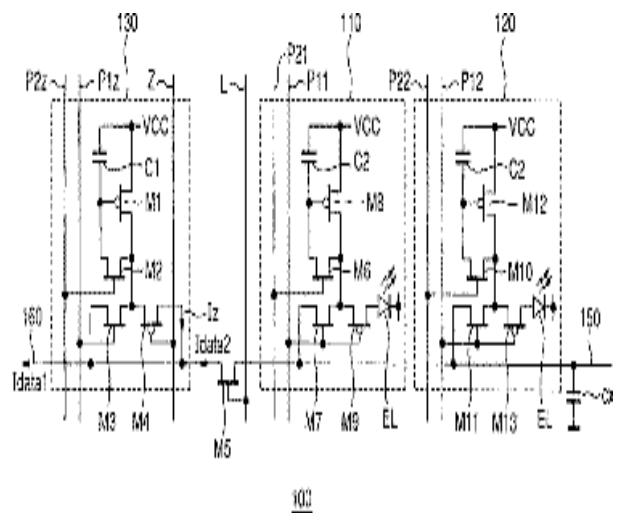 130 110 120
P2z P1z Z L P21 P11 P22 P12
VCC VCC VCC
C1 C2 C2
M1 M8 M12
M2 M6 M10
160 Iz 150
Idata1 Idata2
M3 M4 M7 M9 EL M11 M13 EL
M5
100